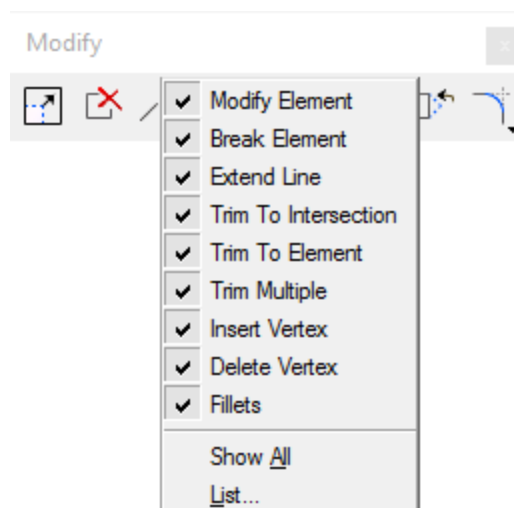 Modify
Modify Element
Break Element
Extend Line
Trim To Intersection
Trim To Element
Trim Multiple
Insert Vertex
Delete Vertex
Fillets
Show All
List...